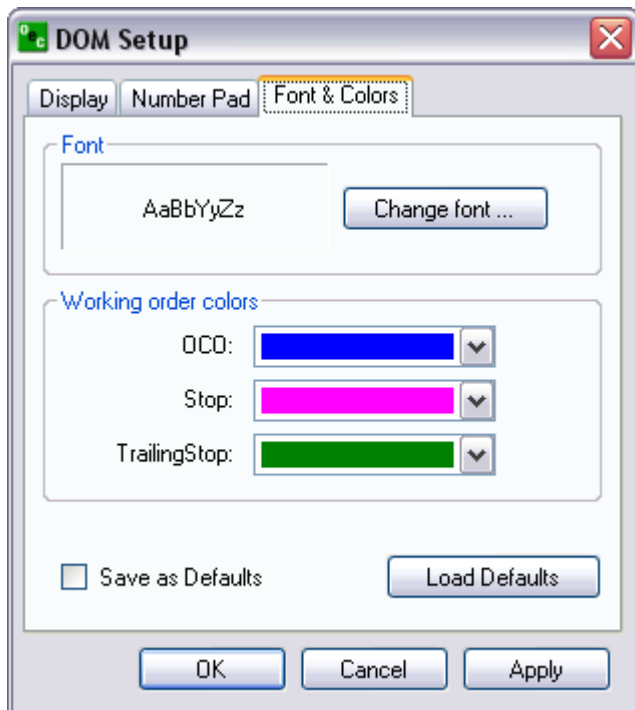 Oec DOM Setup
Display Number Pad Font & Colors
Font
AaBbYyZz Change font ...
Working order colors
OCO:
Stop:
TrailingStop:
Save as Defaults Load Defaults
OK Cancel Apply